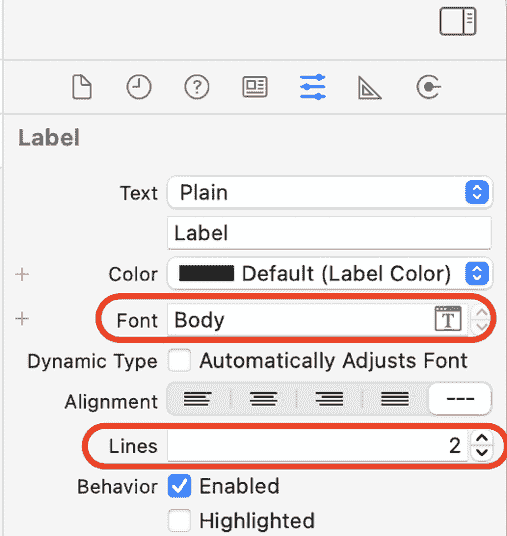 Label
Text Plain
Label
+ Color Default (Label Color)
+ Font Body T
Dynamic Type Automatically Adjusts Font
Alignment ---
Lines 2
Behavior Enabled
Highlighted